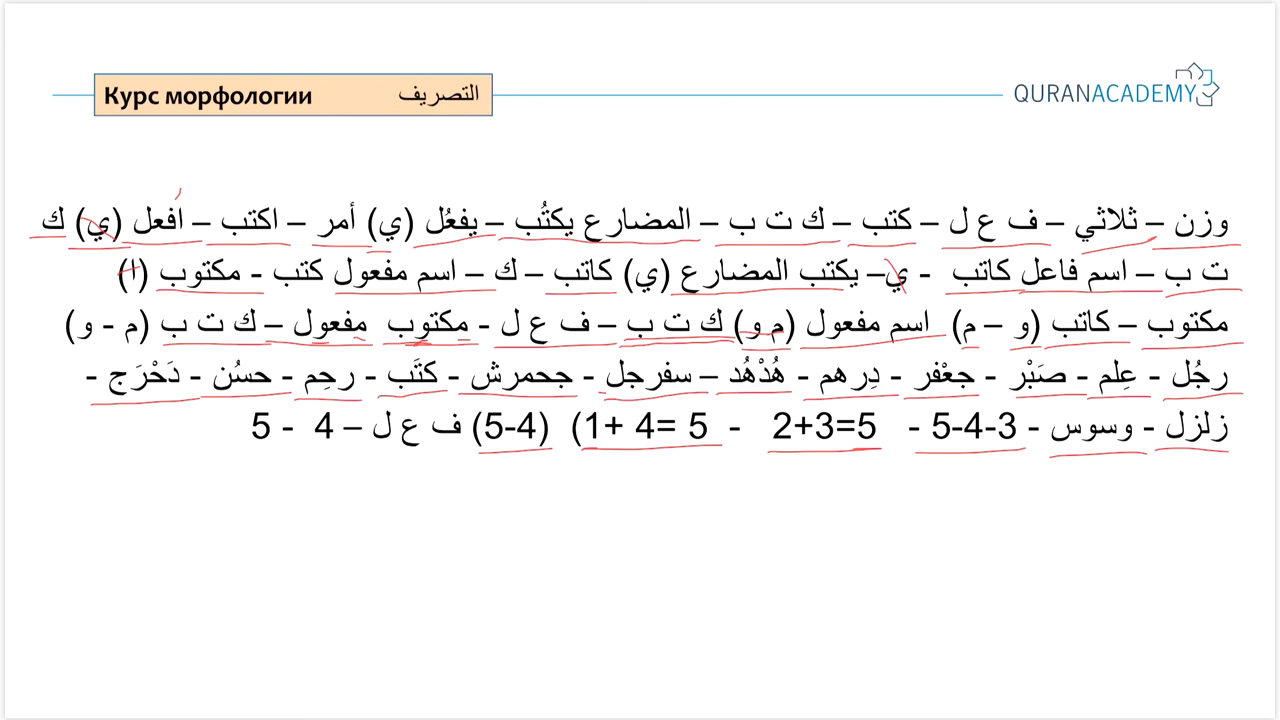 Курс морфологии التصريف
QURANACADEMY
وزن – ثلاثي – ف ع ل – كتب – ك ت ب – المضارع يكتُب – يفعُل (ي) أمر – اكتب – افعل (ي) ك
ت ب – اسم فاعل كاتب - ي– يكتب المضارع (ي) كاتب – ك – اسم مفعول كتب - مكتوب (ا)
مكتوب – كاتب (و – م) اسم مفعول (م و) ك ت ب – ف ع ل - مكتوب مفعول – ك ت ب (م - و)
رجُل - عِلم - صَبْر - جعْفر - دِرهم - هُدْهُد – سفرجل - جحمرش - كتَب - رحِم - حسُن - دَحْرَج -
زلزل - وسوس - 3-4-5 - 2+3=5 - (1+ 4= 5 (5-4) ف ع ل – 4 - 5